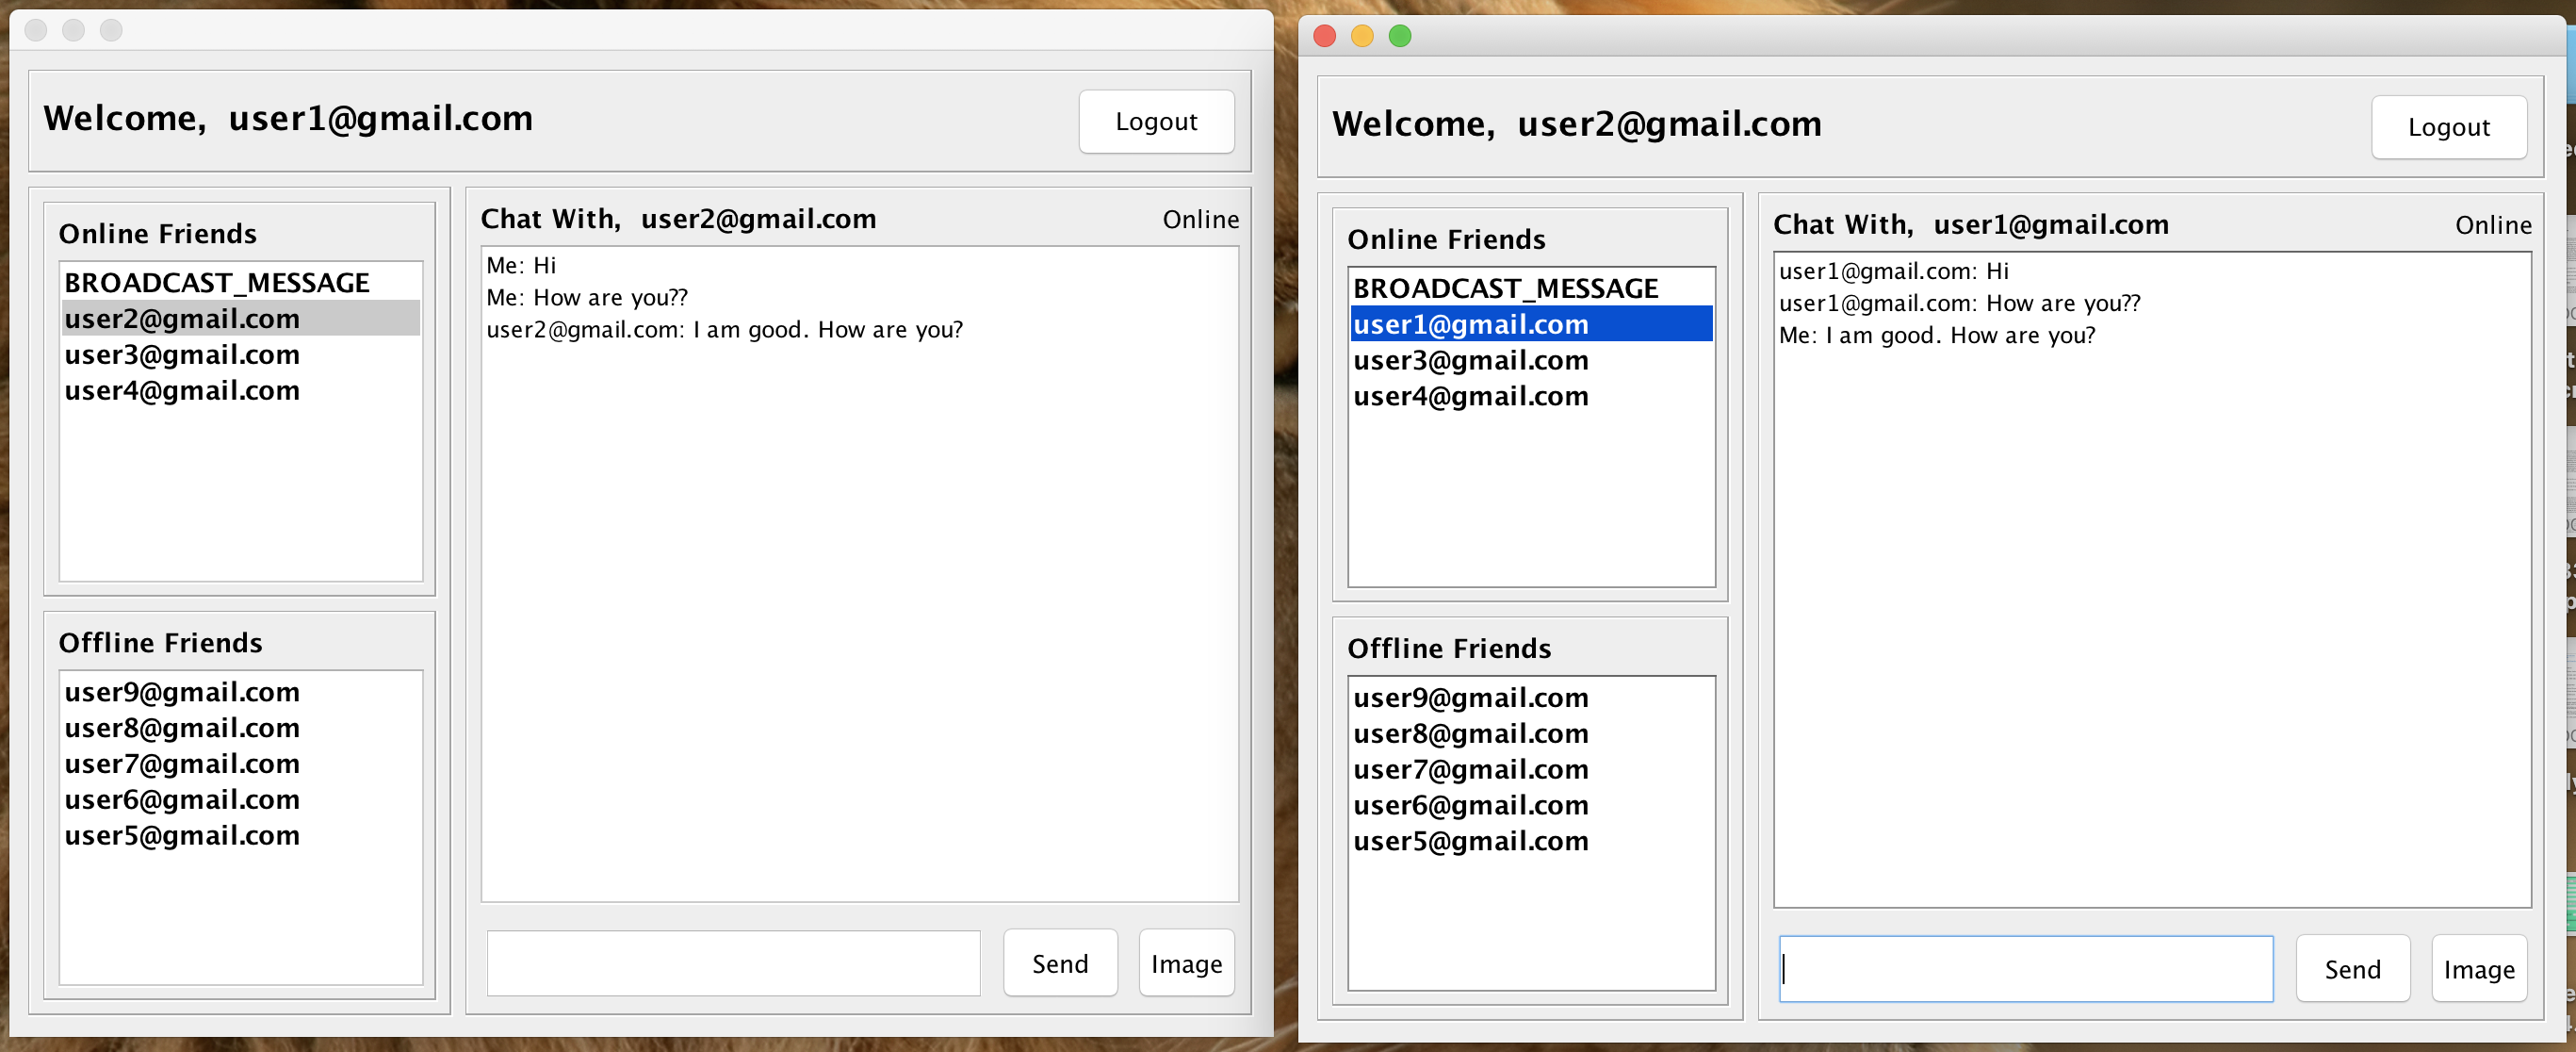 Welcome,  user1@gmail.com
Logout
Online Friends
BROADCAST_MESSAGE
user2@gmail.com
user3@gmail.com
user4@gmail.com
Offline Friends
user9@gmail.com
user8@gmail.com
user7@gmail.com
user6@gmail.com
user5@gmail.com
Chat With,  user2@gmail.com
Online
Me: Hi
Me: How are you??
user2@gmail.com: I am good. How are you?
Send
Image
Welcome,  user2@gmail.com
Logout
Online Friends
BROADCAST_MESSAGE
user1@gmail.com
user3@gmail.com
user4@gmail.com
Offline Friends
user9@gmail.com
user8@gmail.com
user7@gmail.com
user6@gmail.com
user5@gmail.com
Chat With,  user1@gmail.com
Online
user1@gmail.com: Hi
user1@gmail.com: How are you??
Me: I am good. How are you?
Send
Image